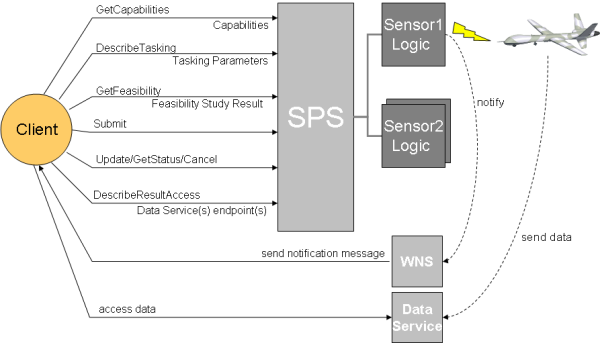 GetCapabilities
Capabilities
DescribeTasking
Tasking Parameters
GetFeasibility
Feasibility Study Result
Submit
Update/GetStatus/Cancel
DescribeResultAccess
Data Service(s) endpoint(s)
Client
SPS
Sensor1
Logic
Sensor2
Logic
notify
send data
send notification message
WNS
access data
Data
Service